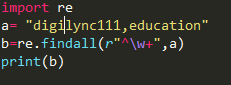 import re
a= "digilync111,education"
b=re.findall(r"^\w+",a)
print(b)